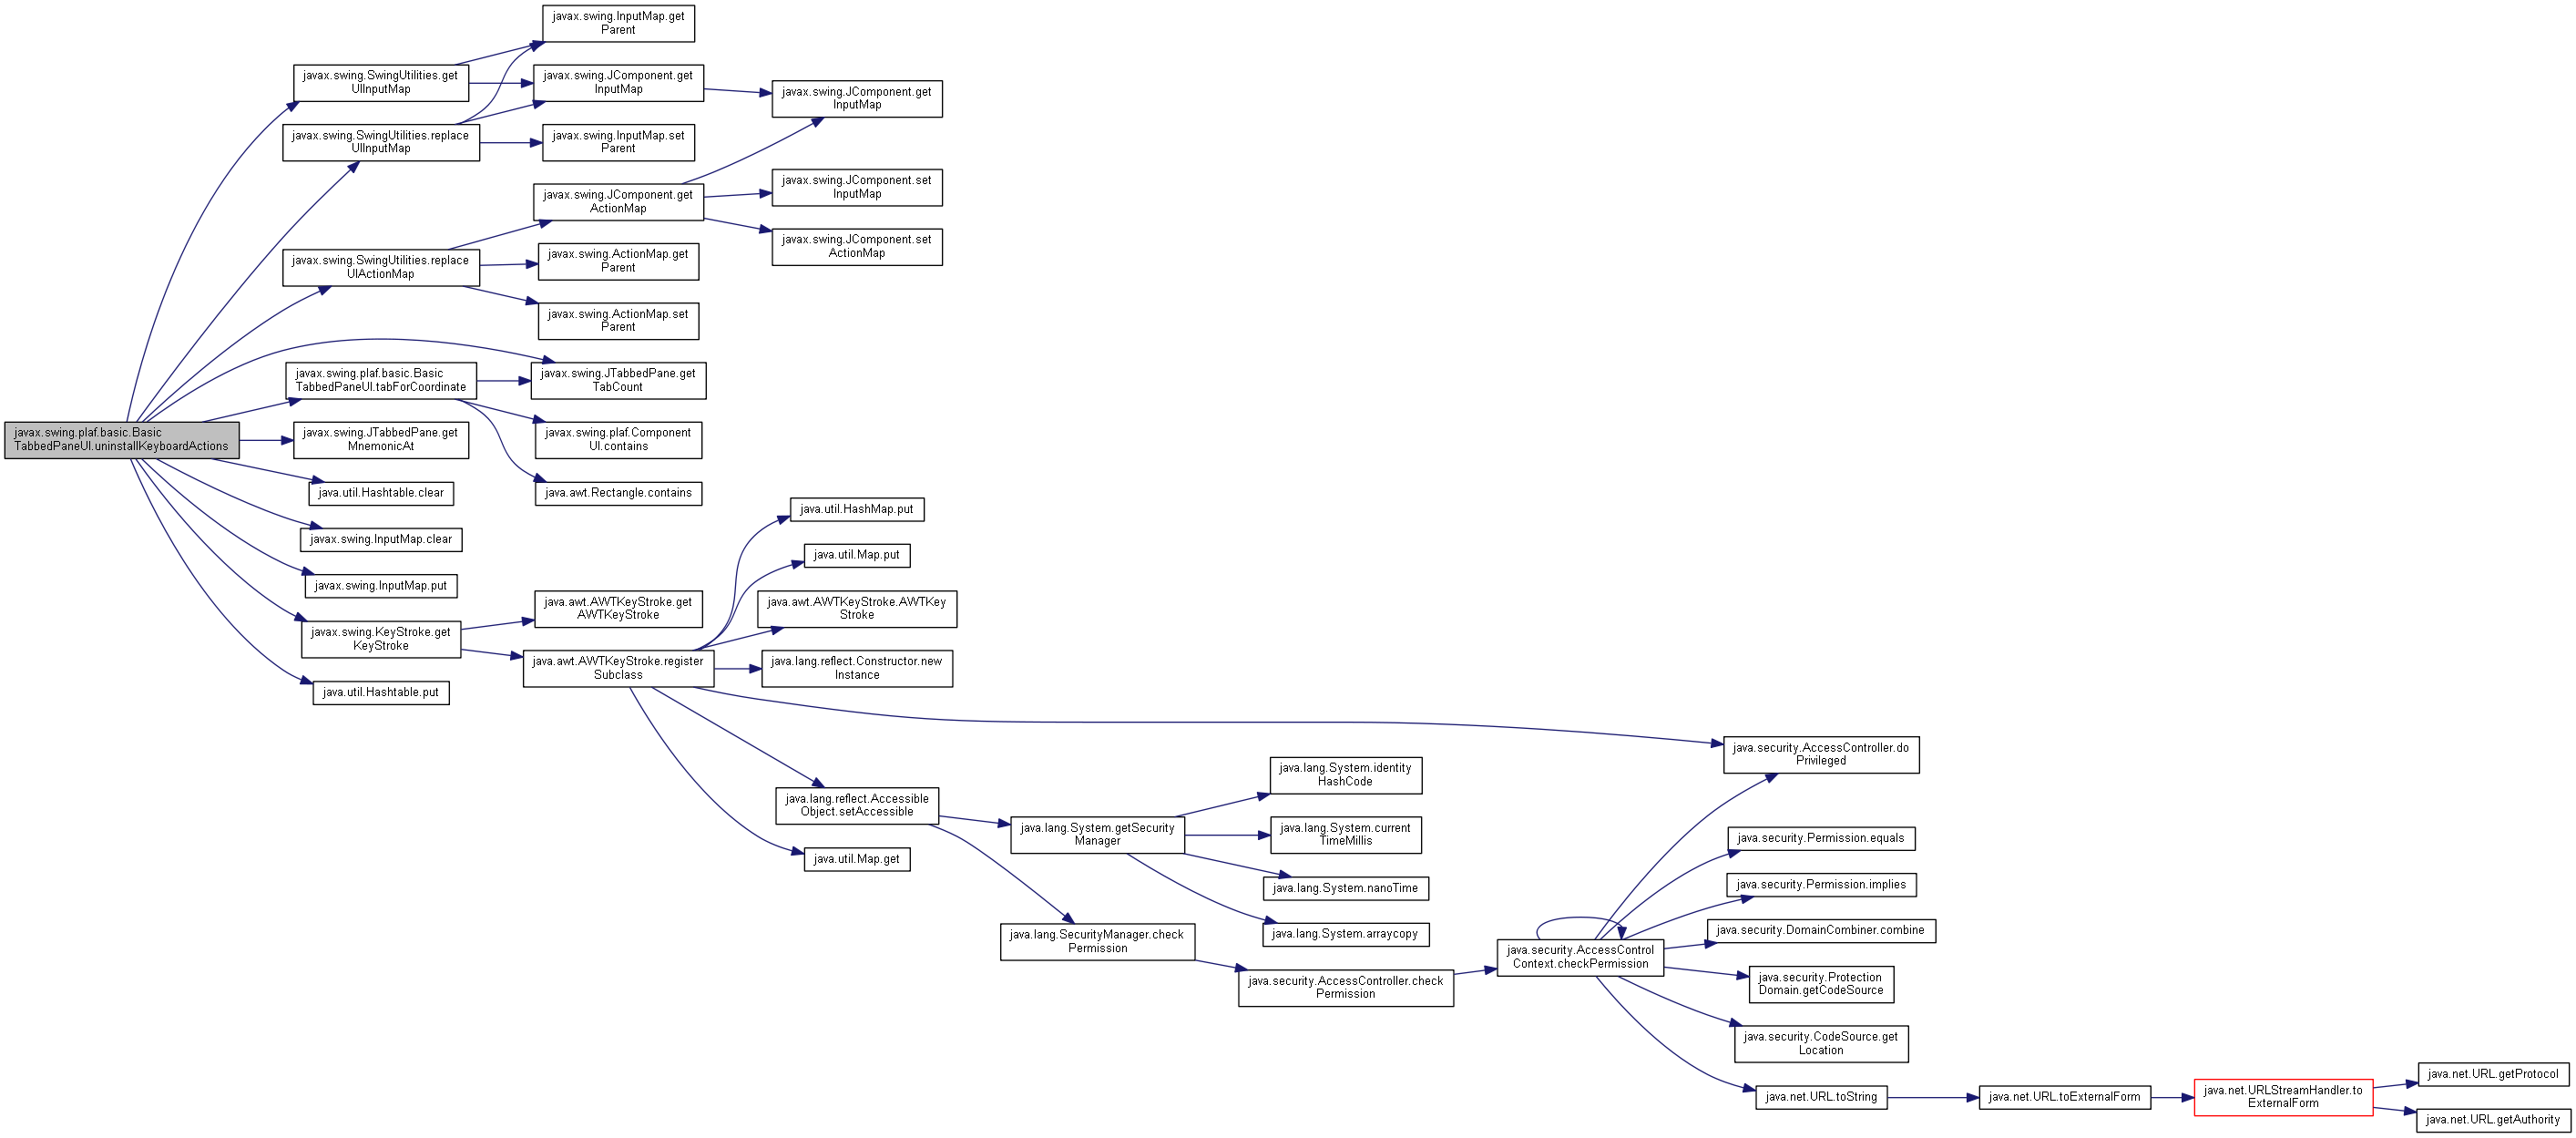 javax.swing.plaf.basic.Basic
TabbedPaneUI.uninstallKeyboardActions
javax.swing.SwingUtilities.get
UIInputMap
javax.swing.SwingUtilities.replace
UIInputMap
javax.swing.SwingUtilities.replace
UIActionMap
javax.swing.plaf.basic.Basic
TabbedPaneUI.tabForCoordinate
javax.swing.JTabbedPane.get
MnemonicAt
java.util.Hashtable.clear
javax.swing.InputMap.clear
javax.swing.InputMap.put
javax.swing.KeyStroke.get
KeyStroke
java.util.Hashtable.put
javax.swing.InputMap.get
Parent
javax.swing.JComponent.get
InputMap
javax.swing.InputMap.set
Parent
javax.swing.JComponent.get
ActionMap
javax.swing.ActionMap.get
Parent
javax.swing.ActionMap.set
Parent
javax.swing.JTabbedPane.get
TabCount
javax.swing.plaf.Component
UI.contains
java.awt.Rectangle.contains
java.awt.AWTKeyStroke.get
AWTKeyStroke
java.awt.AWTKeyStroke.register
Subclass
javax.swing.JComponent.get
InputMap
javax.swing.JComponent.set
InputMap
javax.swing.JComponent.set
ActionMap
java.util.HashMap.put
java.util.Map.put
java.awt.AWTKeyStroke.AWTKey
Stroke
java.lang.reflect.Constructor.new
Instance
java.lang.reflect.Accessible
Object.setAccessible
java.util.Map.get
java.lang.System.getSecurity
Manager
java.lang.SecurityManager.check
Permission
java.lang.System.identity
HashCode
java.lang.System.current
TimeMillis
java.lang.System.nanoTime
java.lang.System.arraycopy
java.security.AccessController.check
Permission
java.security.AccessControl
Context.checkPermission
java.security.AccessController.do
Privileged
java.security.Permission.equals
java.security.Permission.implies
java.security.DomainCombiner.combine
java.security.Protection
Domain.getCodeSource
java.security.CodeSource.get
Location
java.net.URL.toString
java.net.URL.toExternalForm
java.net.URLStreamHandler.to
ExternalForm
java.net.URL.getProtocol
java.net.URL.getAuthority